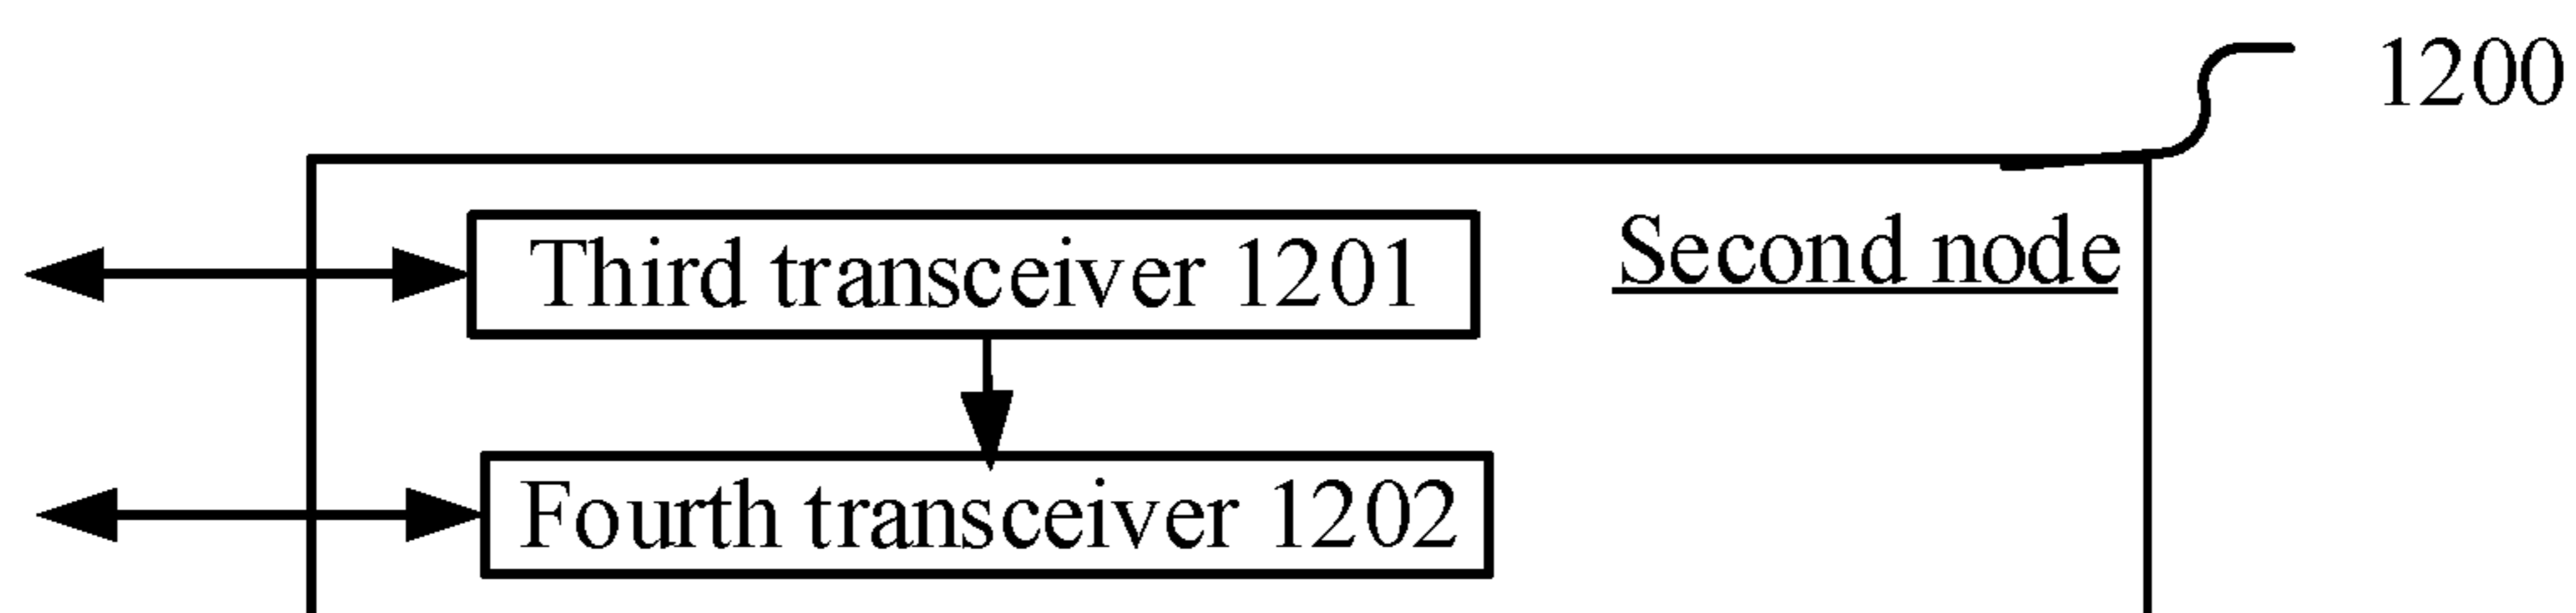 1200
Second node
Third transceiver 1201
Fourth transceiver 1202